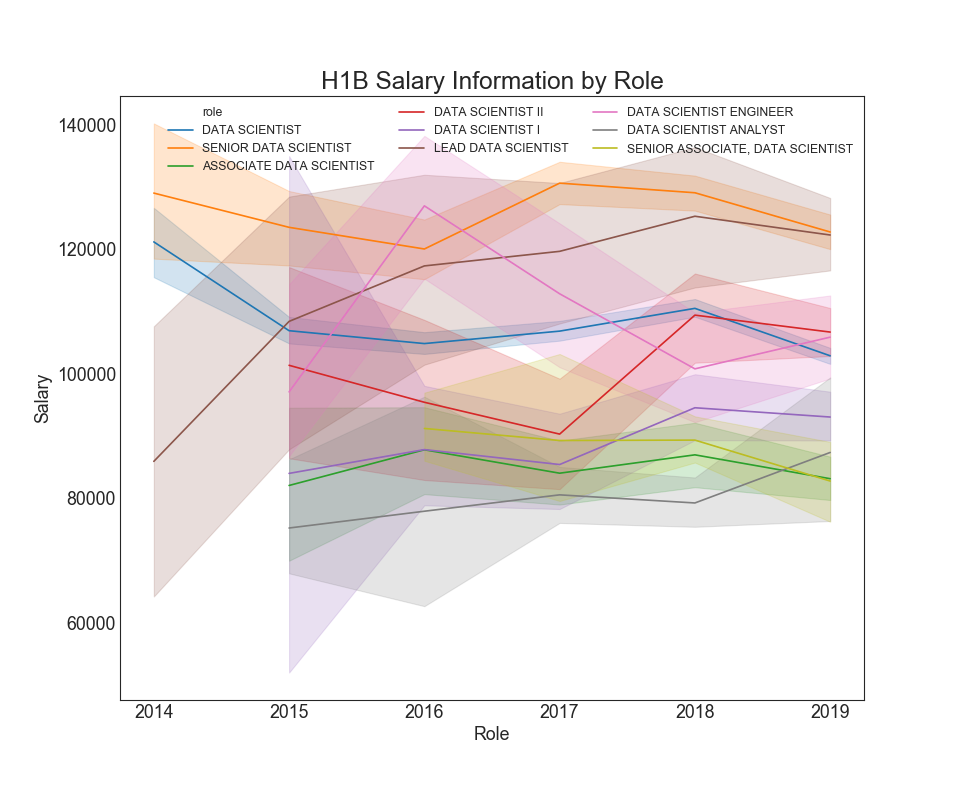 H1B Salary Information by Role
role
DATA SCIENTIST
SENIOR DATA SCIENTIST
ASSOCIATE DATA SCIENTIST
DATA SCIENTIST II
DATA SCIENTIST I
LEAD DATA SCIENTIST
DATA SCIENTIST ENGINEER
DATA SCIENTIST ANALYST
SENIOR ASSOCIATE, DATA SCIENTIST
Salary
140000
120000
100000
80000
60000
2014 2015 2016 2017 2018 2019
Role